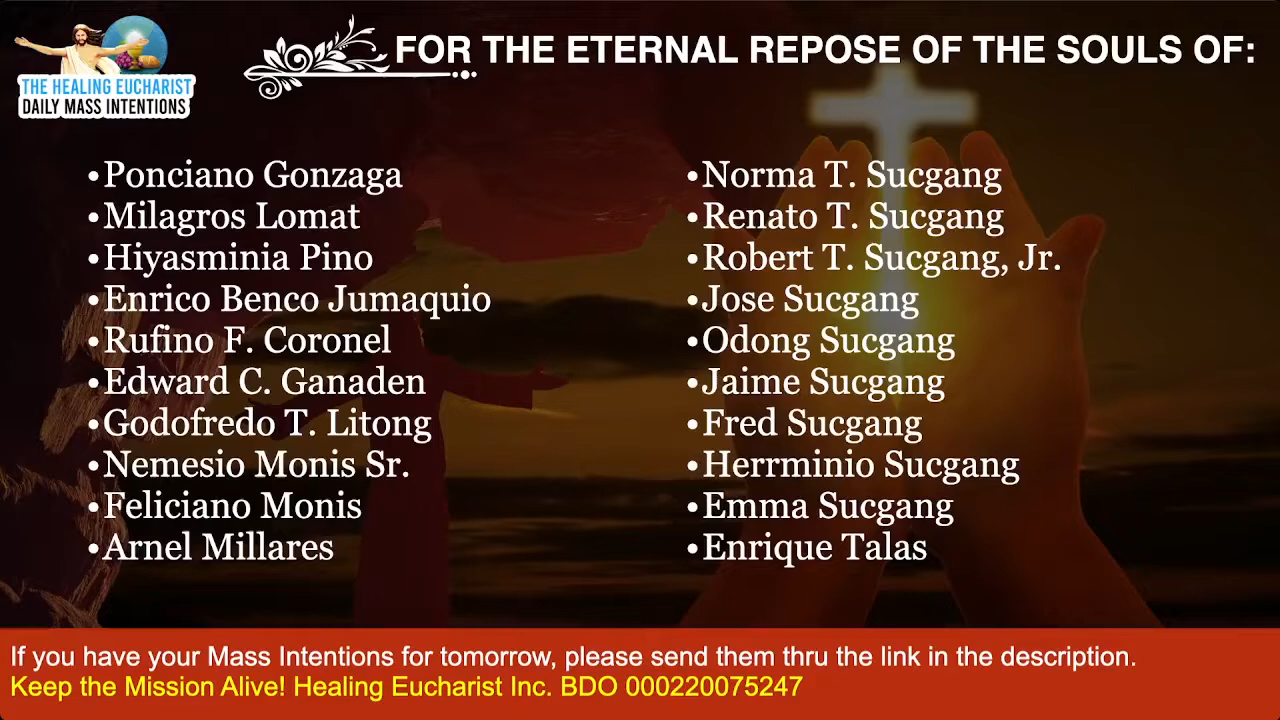 THE HEALING EUCHARIST
DAILY MASS INTENTIONS
FOR THE ETERNAL REPOSE OF THE SOULS OF:
•Ponciano Gonzaga
•Milagros Lomat
•Hiyasminia Pino
•Enrico Benco Jumaquio
•Rufino F. Coronel
•Edward C. Ganaden
•Godofredo T. Litong
•Nemesio Monis Sr.
•Feliciano Monis
•Arnel Millares
•Norma T. Sucgang
•Renato T. Sucgang
•Robert T. Sucgang, Jr.
•Jose Sucgang
•Odong Sucgang
•Jaime Sucgang
•Fred Sucgang
•Herrminio Sucgang
•Emma Sucgang
•Enrique Talas
If you have your Mass Intentions for tomorrow, please send them thru the link in the description.
Keep the Mission Alive! Healing Eucharist Inc. BDO 000220075247